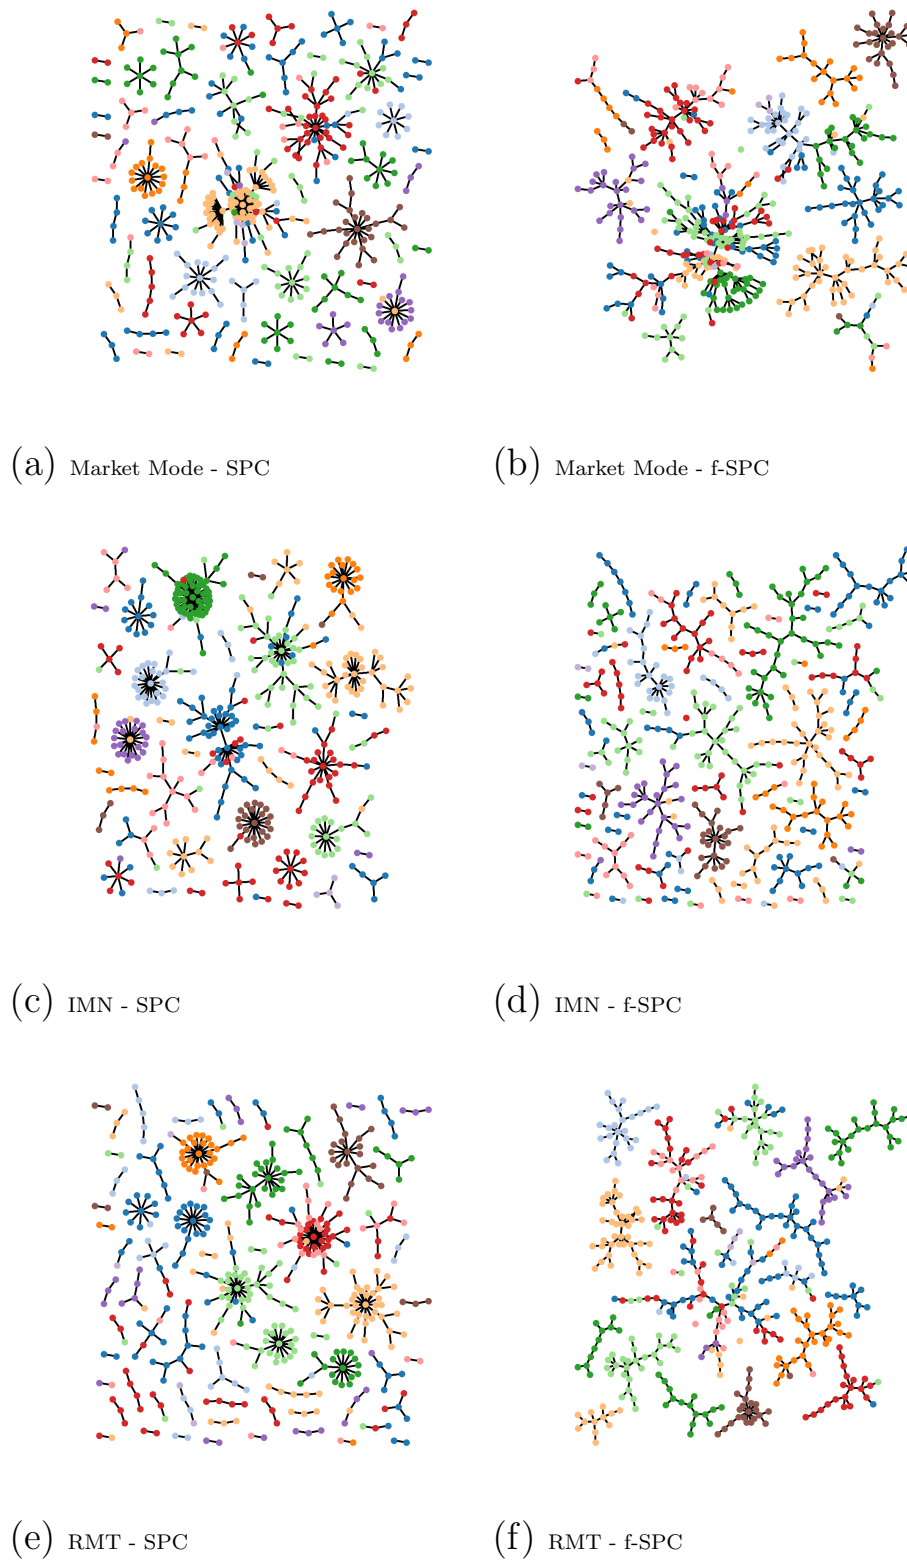 (a) Market Mode - SPC
(b) Market Mode - f-SPC
(c) IMN - SPC
(d) IMN - f-SPC
(e) RMT - SPC
(f) RMT - f-SPC